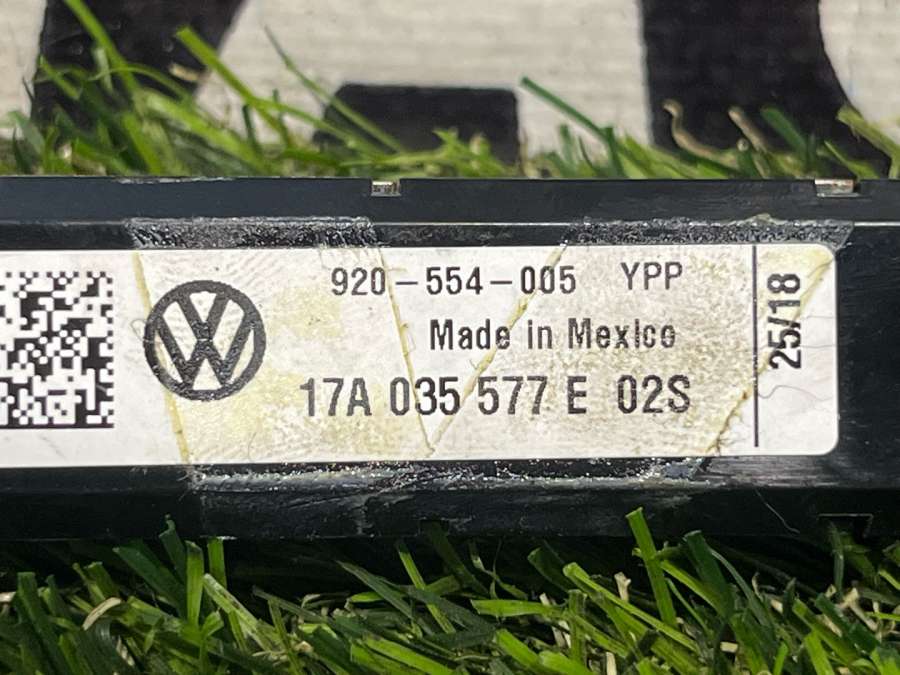 920-554-005 YPP
Made in Mexico
17A 035 577 E 02S
25/18